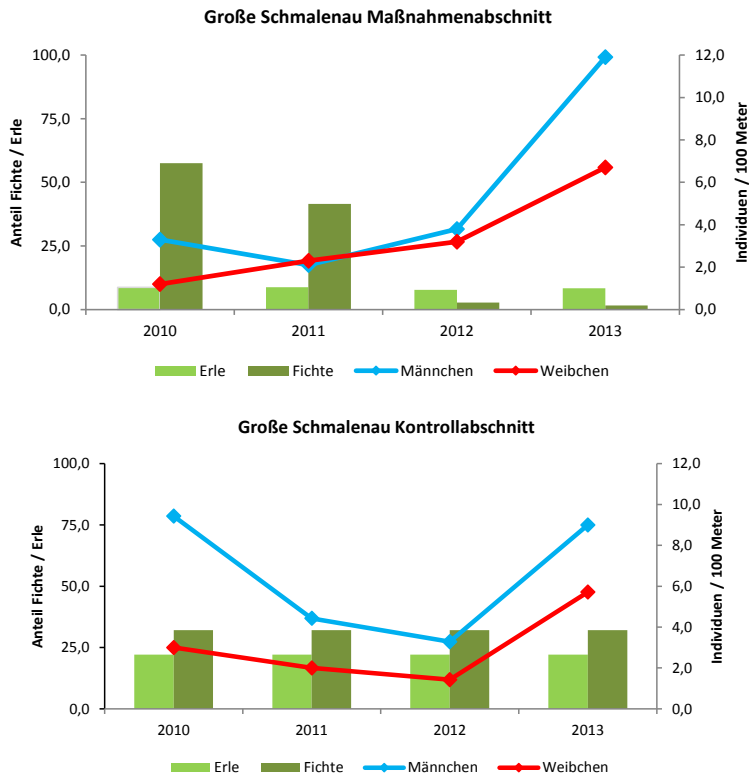 Große Schmalenau Maßnahmenabschnitt
Anteil Fichte / Erle
100,0
75,0
50,0
25,0
0,0
12,0
10,0
8,0
6,0
4,0
2,0
0,0
Individuen / 100 Meter
2010 2011 2012 2013
Erle Fichte Männchen Weibchen
Große Schmalenau Kontrollabschnitt
Anteil Fichte / Erle
100,0
75,0
50,0
25,0
0,0
12,0
10,0
8,0
6,0
4,0
2,0
0,0
Individuen / 100 Meter
2010 2011 2012 2013
Erle Fichte Männchen Weibchen